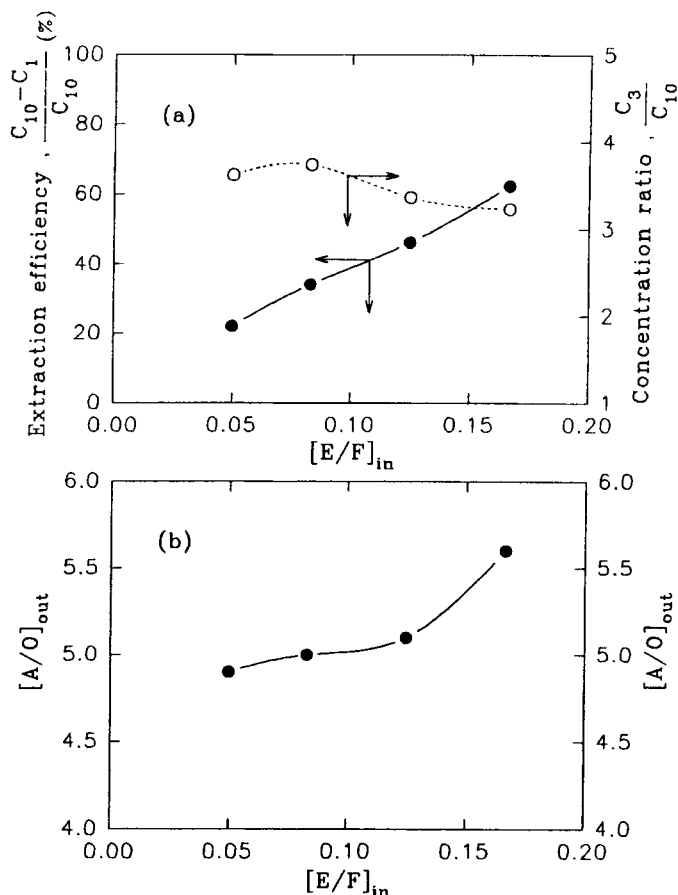 Extraction efficiency , C₁₀−C₁ / C₁₀ (%)
100
80
60
40
20
0
(a)
5
4
3
2
1
Concentration ratio , C₃ / C₁₀
0.00 0.05 0.10 0.15 0.20
[E/F]in
[A/O]out
6.0
5.5
5.0
4.5
4.0
(b)
6.0
5.5
5.0
4.5
4.0
[A/O]out
0.00 0.05 0.10 0.15 0.20
[E/F]in